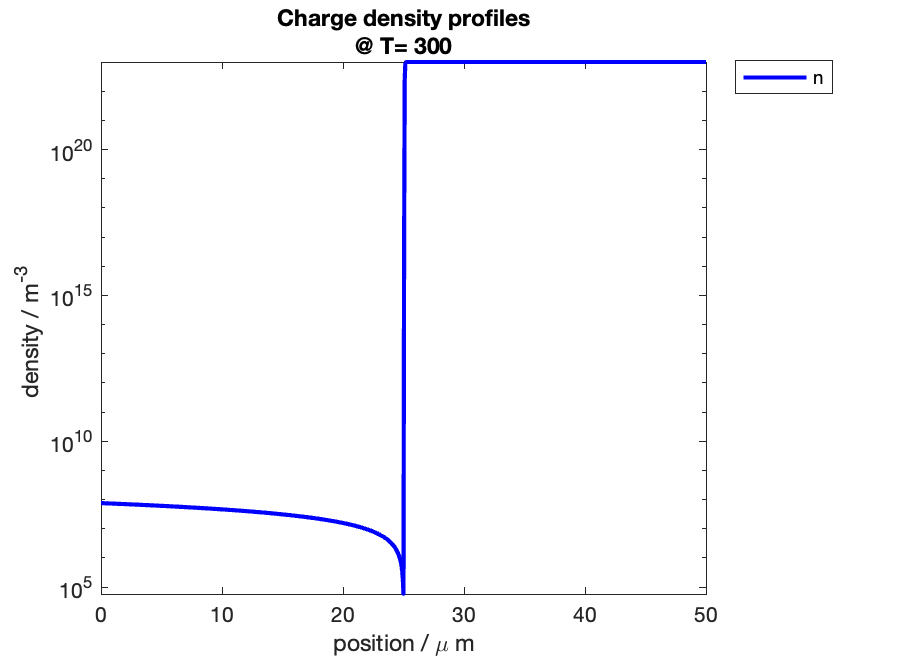 Charge density profiles
@ T= 300
n
density / m^-3
10^20
10^15
10^10
10^5
0 10 20 30 40 50
position / μ m